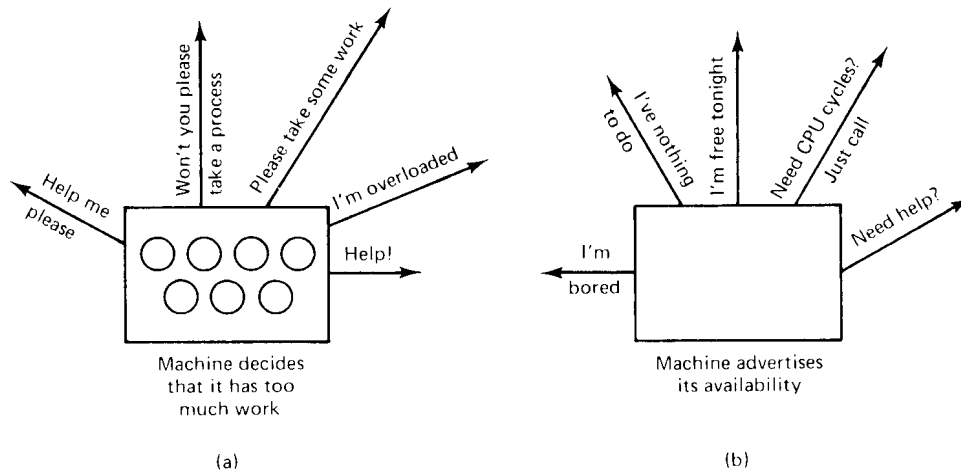 Help me
please
Won't you please
take a process
Please take some work
I'm overloaded
Help!
Machine decides
that it has too
much work
(a)
I'm
bored
I've nothing
to do
I'm free tonight
Need CPU cycles?
Just call
Need help?
Machine advertises
its availability
(b)